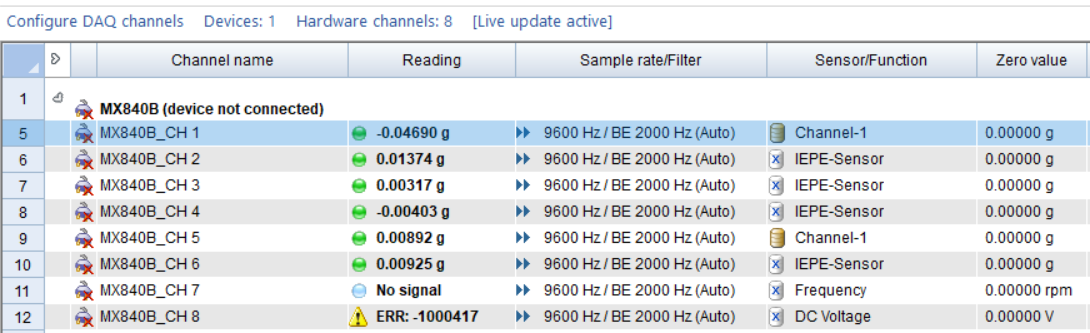 Configure DAQ channels Devices: 1 Hardware channels: 8 [Live update active]
Channel name Reading Sample rate/Filter Sensor/Function Zero value
1 MX840B (device not connected)
5 MX840B_CH 1 -0.04690 g 9600 Hz / BE 2000 Hz (Auto) Channel-1 0.00000 g
6 MX840B_CH 2 0.01374 g 9600 Hz / BE 2000 Hz (Auto) IEPE-Sensor 0.00000 g
7 MX840B_CH 3 0.00317 g 9600 Hz / BE 2000 Hz (Auto) IEPE-Sensor 0.00000 g
8 MX840B_CH 4 -0.00403 g 9600 Hz / BE 2000 Hz (Auto) IEPE-Sensor 0.00000 g
9 MX840B_CH 5 0.00892 g 9600 Hz / BE 2000 Hz (Auto) Channel-1 0.00000 g
10 MX840B_CH 6 0.00925 g 9600 Hz / BE 2000 Hz (Auto) IEPE-Sensor 0.00000 g
11 MX840B_CH 7 No signal 9600 Hz / BE 2000 Hz (Auto) Frequency 0.00000 rpm
12 MX840B_CH 8 ERR: -1000417 9600 Hz / BE 2000 Hz (Auto) DC Voltage 0.00000 V